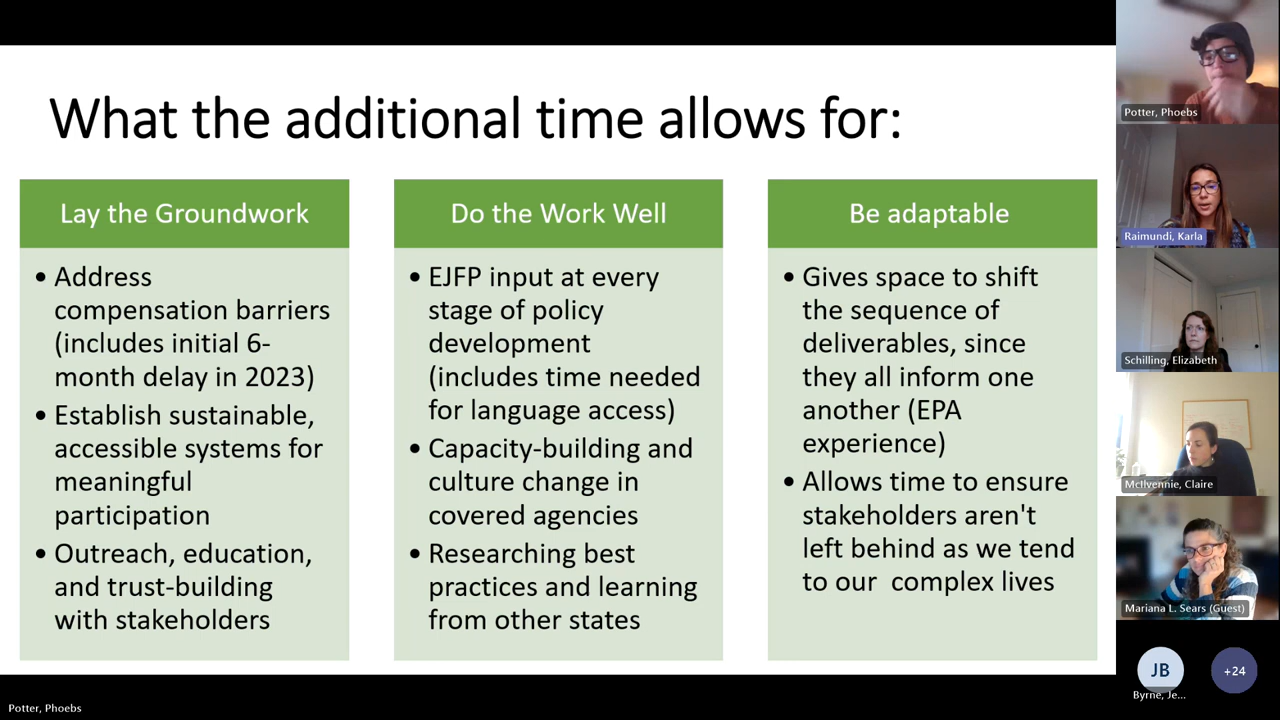 What the additional time allows for:
Lay the Groundwork
• Address
compensation barriers
(includes initial 6-
month delay in 2023)
• Establish sustainable,
accessible systems for
meaningful
participation
• Outreach, education,
and trust-building
with stakeholders
Do the Work Well
• EJFP input at every
stage of policy
development
(includes time needed
for language access)
• Capacity-building and
culture change in
covered agencies
• Researching best
practices and learning
from other states
Be adaptable
• Gives space to shift
the sequence of
deliverables, since
they all inform one
another (EPA
experience)
• Allows time to ensure
stakeholders aren't
left behind as we tend
to our  complex lives
Potter, Phoebs
Raimundi, Karla
Schilling, Elizabeth
McIlvennie, Claire
Mariana L. Sears (Guest)
JB
Byrne, Je...
+24
Potter, Phoebs